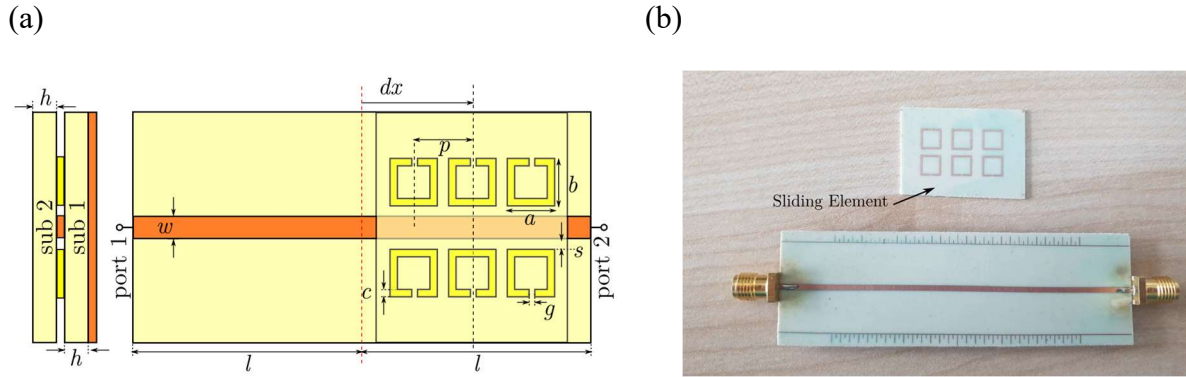 (a)
(b)
h
dx
p
b
a
w
s
c
g
sub 2
sub 1
port 1
port 2
h
l
l
Sliding Element